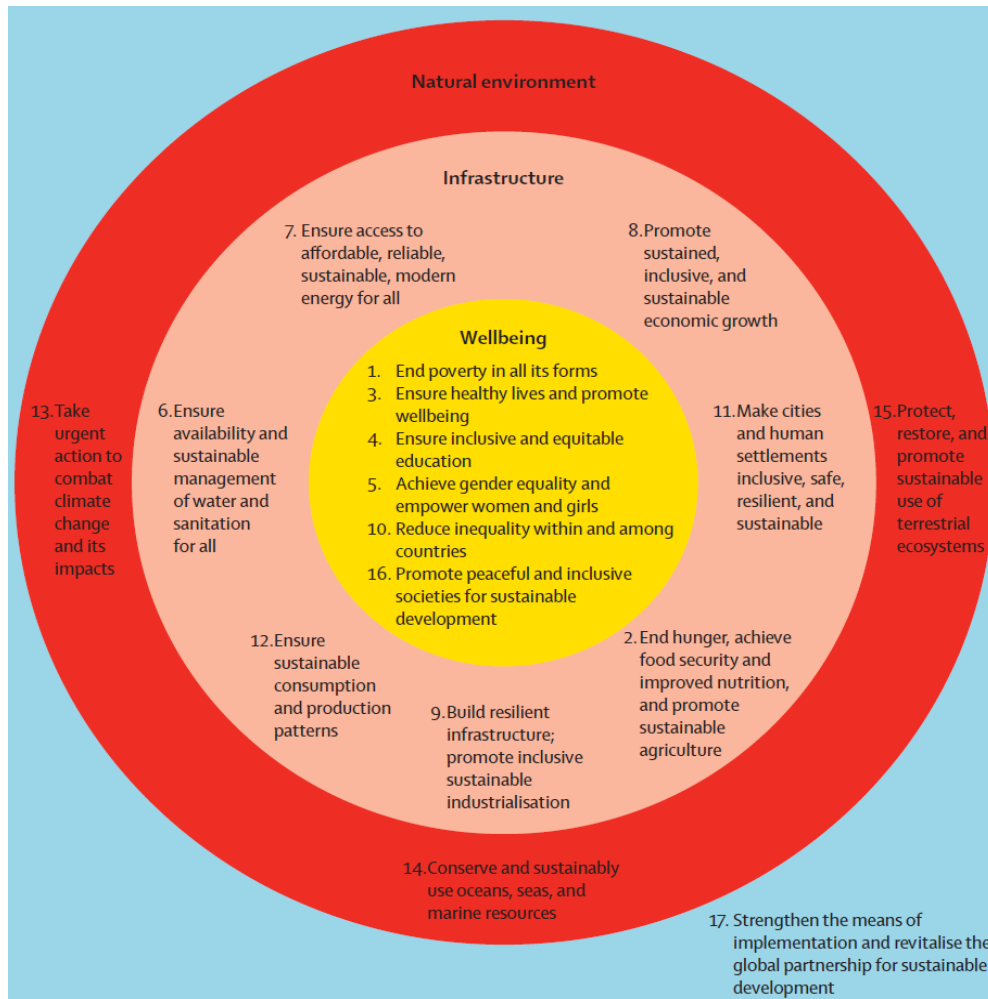 Natural environment
Infrastructure
7. Ensure access to
affordable, reliable,
sustainable, modern
energy for all
8. Promote
sustained,
inclusive, and
sustainable
economic growth
Wellbeing
1. End poverty in all its forms
3. Ensure healthy lives and promote
wellbeing
4. Ensure inclusive and equitable
education
5. Achieve gender equality and
empower women and girls
10. Reduce inequality within and among
countries
16. Promote peaceful and inclusive
societies for sustainable
development
13. Take
urgent
action to
combat
climate
change
and its
impacts
6. Ensure
availability and
sustainable
management
of water and
sanitation
for all
11. Make cities
and human
settlements
inclusive, safe,
resilient, and
sustainable
15. Protect,
restore, and
promote
sustainable
use of
terrestrial
ecosystems
12. Ensure
sustainable
consumption
and production
patterns
9. Build resilient
infrastructure;
promote inclusive
sustainable
industrialisation
2. End hunger, achieve
food security and
improved nutrition,
and promote
sustainable
agriculture
14. Conserve and sustainably
use oceans, seas, and
marine resources
17. Strengthen the means of
implementation and revitalise the
global partnership for sustainable
development